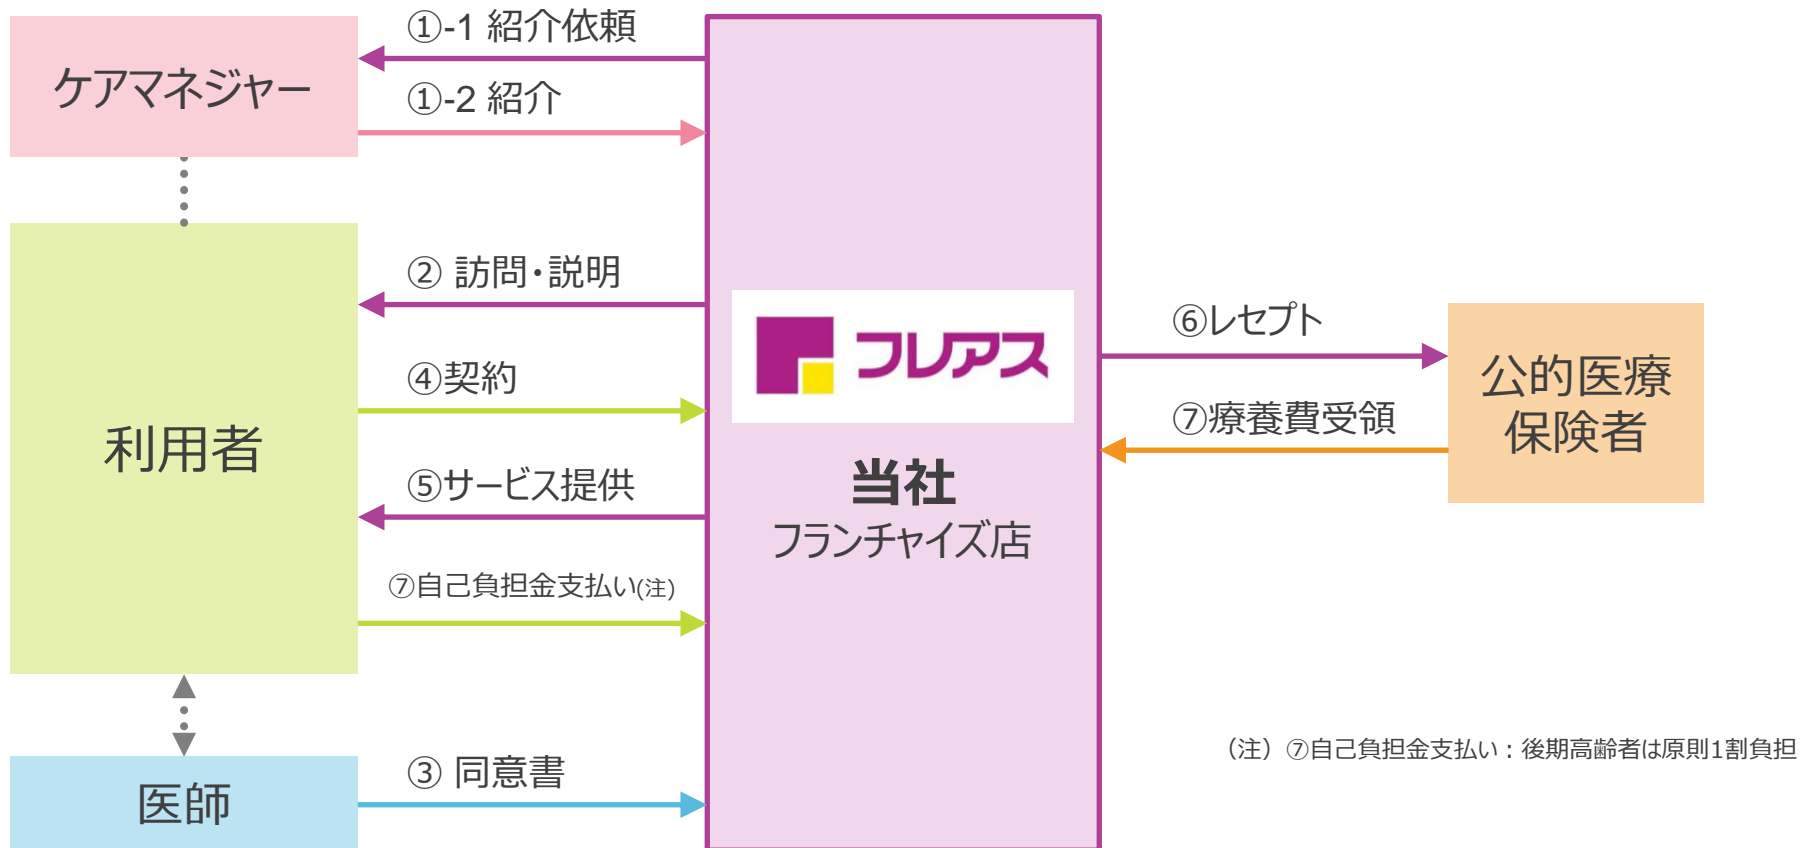 ケアマネジャー
①-1 紹介依頼
①-2 紹介
利用者
② 訪問・説明
④契約
⑤サービス提供
⑦自己負担金支払い(注)
医師
③ 同意書
フレアス
当社
フランチャイズ店
⑥レセプト
⑦療養費受領
公的医療
保険者
（注）⑦自己負担金支払い：後期高齢者は原則1割負担